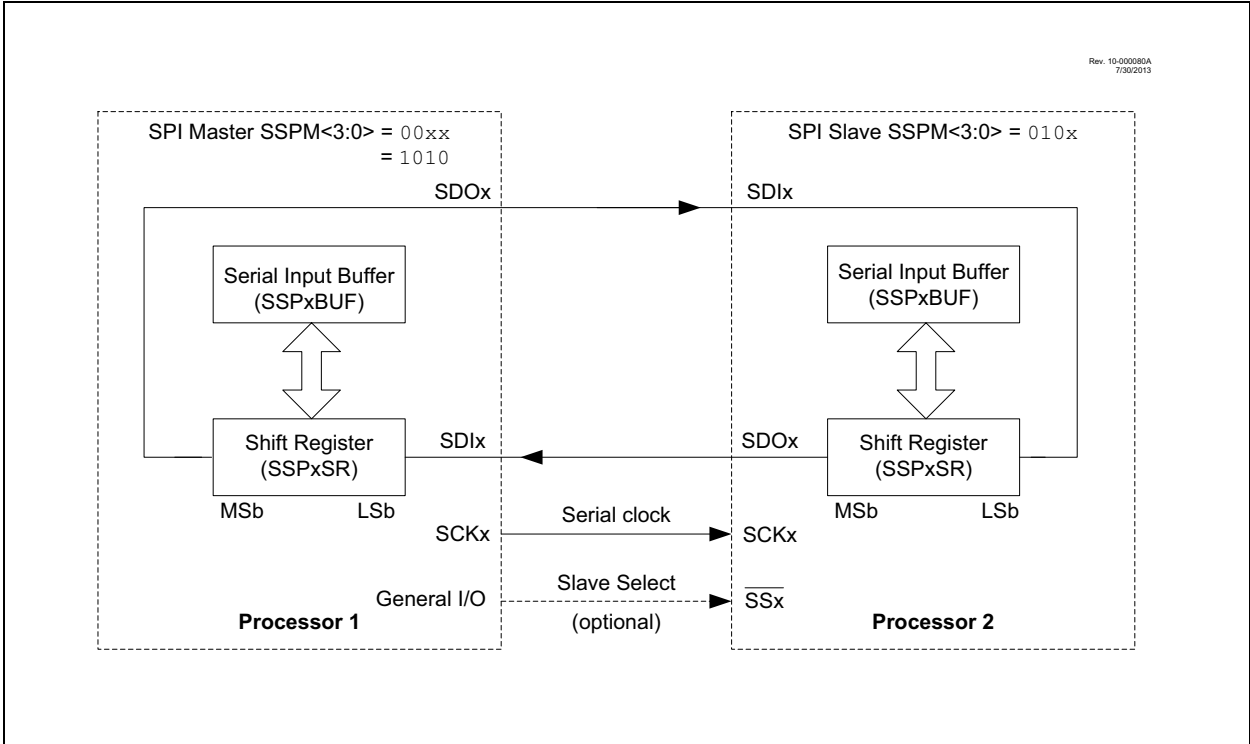 Rev. 10-000080A
7/30/2013
SPI Master SSPM<3:0> = 00xx
= 1010
SDOx
Serial Input Buffer
(SSPxBUF)
Shift Register
(SSPxSR)
MSb
LSb
SDIx
SCKx
General I/O
Processor 1
Serial clock
Slave Select
(optional)
SPI Slave SSPM<3:0> = 010x
SDIx
Serial Input Buffer
(SSPxBUF)
SDOx
Shift Register
(SSPxSR)
MSb
LSb
SCKx
S̅S̅x̅
Processor 2